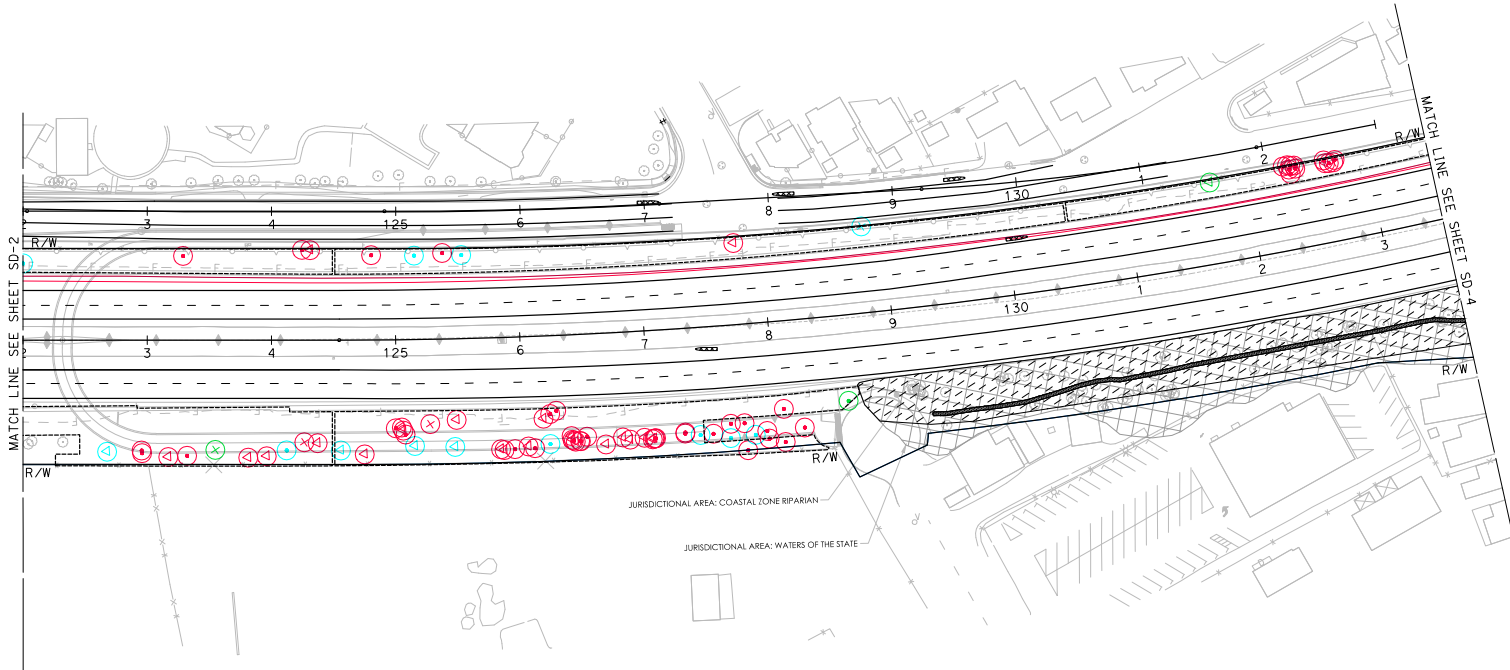 MATCH LINE SEE SHEET SD-2
MATCH LINE SEE SHEET SD-4
R/W
R/W
2 3 4 125 6 7 8 9 130 1 2
2 3 4 125 6 7 8 9 130 1 2 3
R/W
R/W
R/W
JURISDICTIONAL AREA: COASTAL ZONE RIPARIAN
JURISDICTIONAL AREA: WATERS OF THE STATE